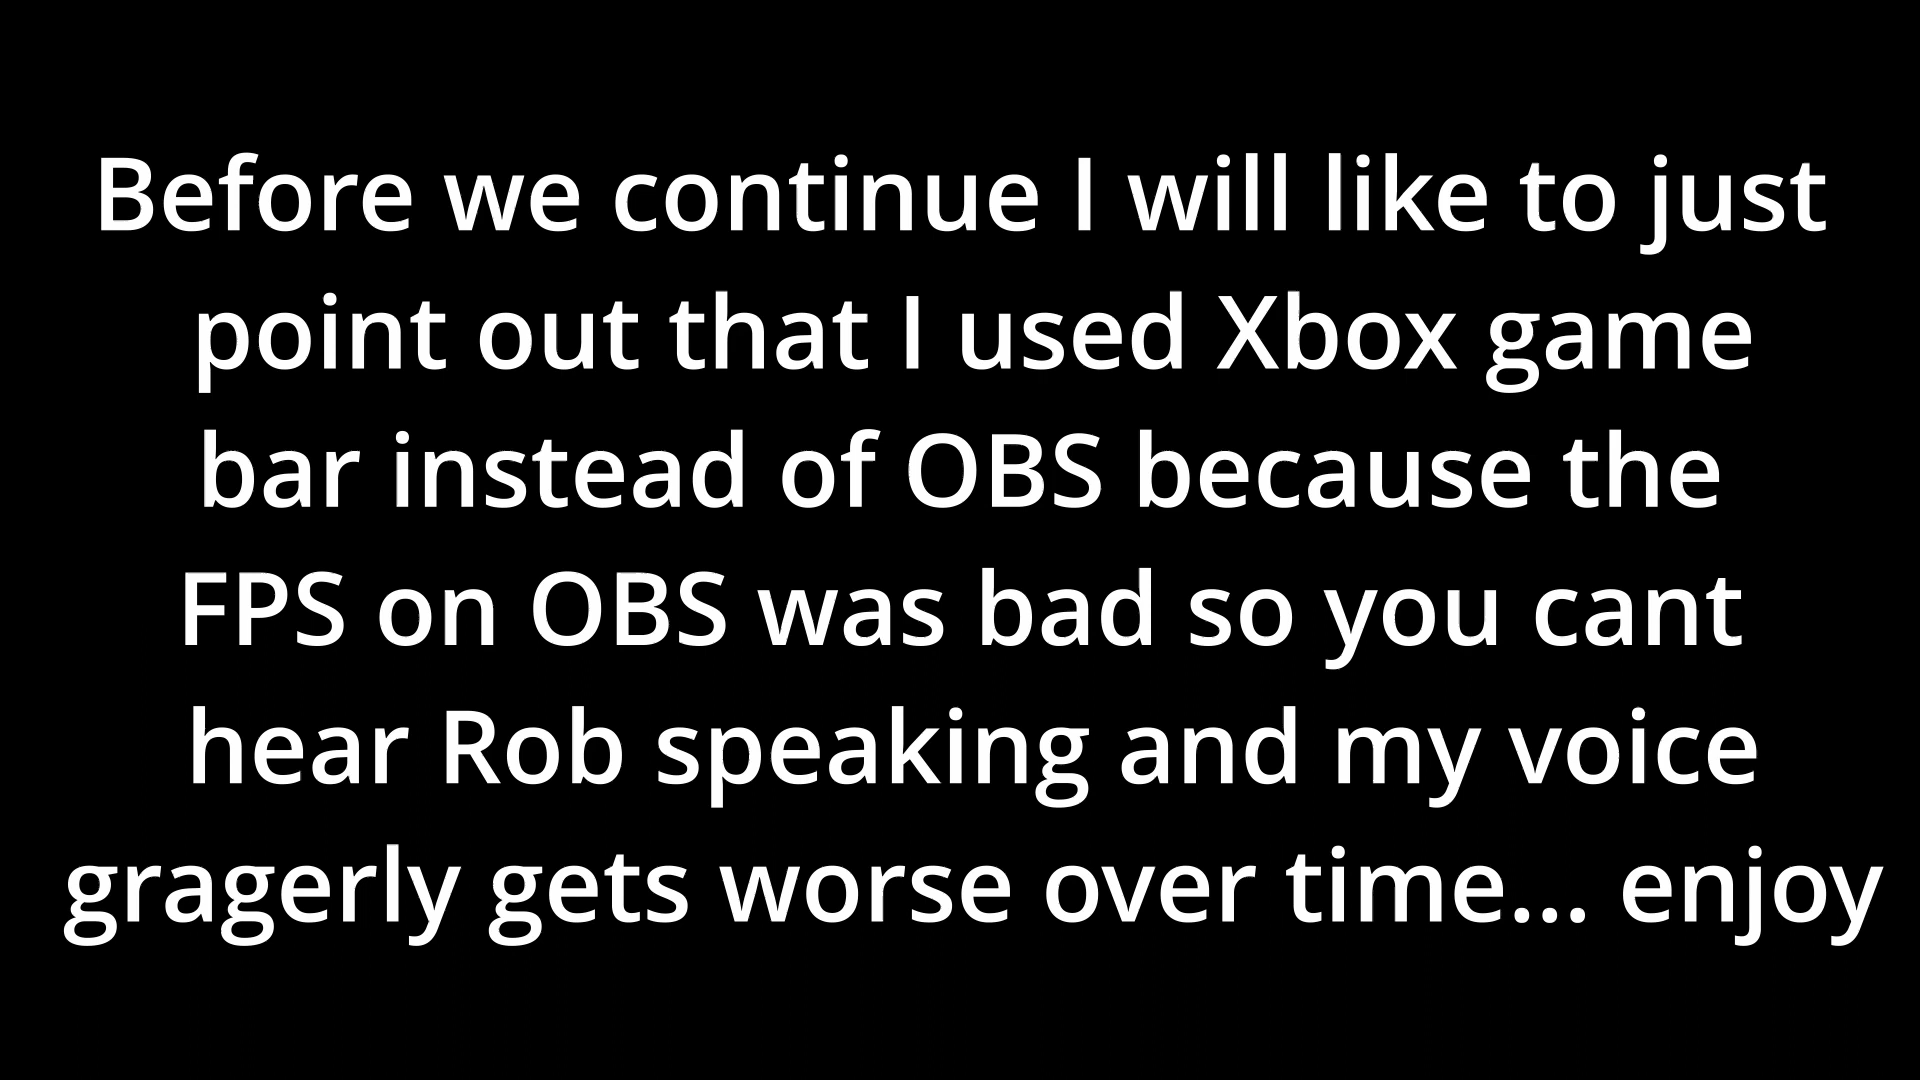 Before we continue I will like to just
point out that I used Xbox game
bar instead of OBS because the
FPS on OBS was bad so you cant
hear Rob speaking and my voice
gragerly gets worse over time... enjoy